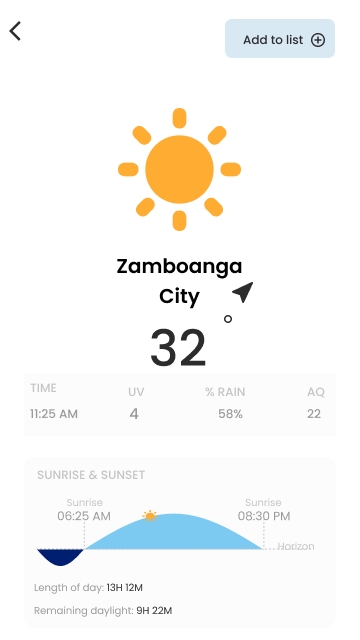 Add to list
Zamboanga
City
32°
TIME UV % RAIN AQ
11:25 AM 4 58% 22
SUNRISE & SUNSET
Sunrise Sunrise
06:25 AM 08:30 PM
Horizon
Length of day: 13H 12M
Remaining daylight: 9H 22M